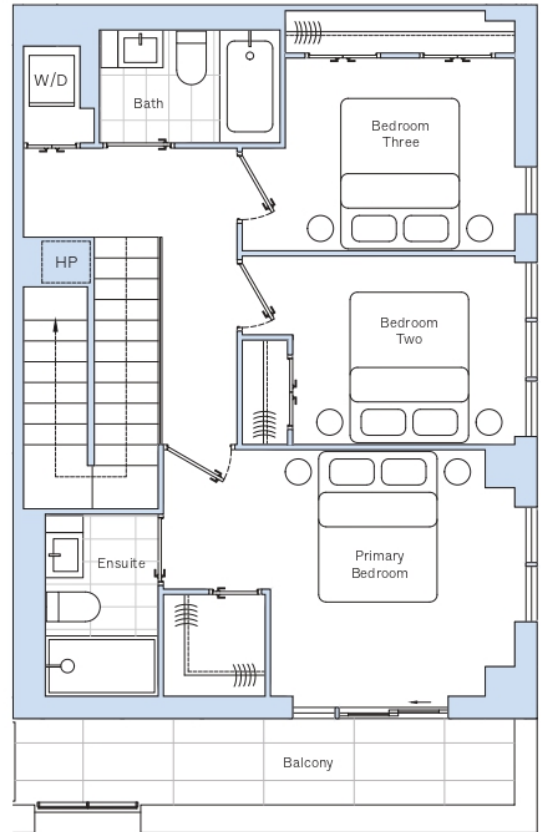 W/D
Bath
Bedroom
Three
HP
Bedroom
Two
Ensuite
Primary
Bedroom
Balcony